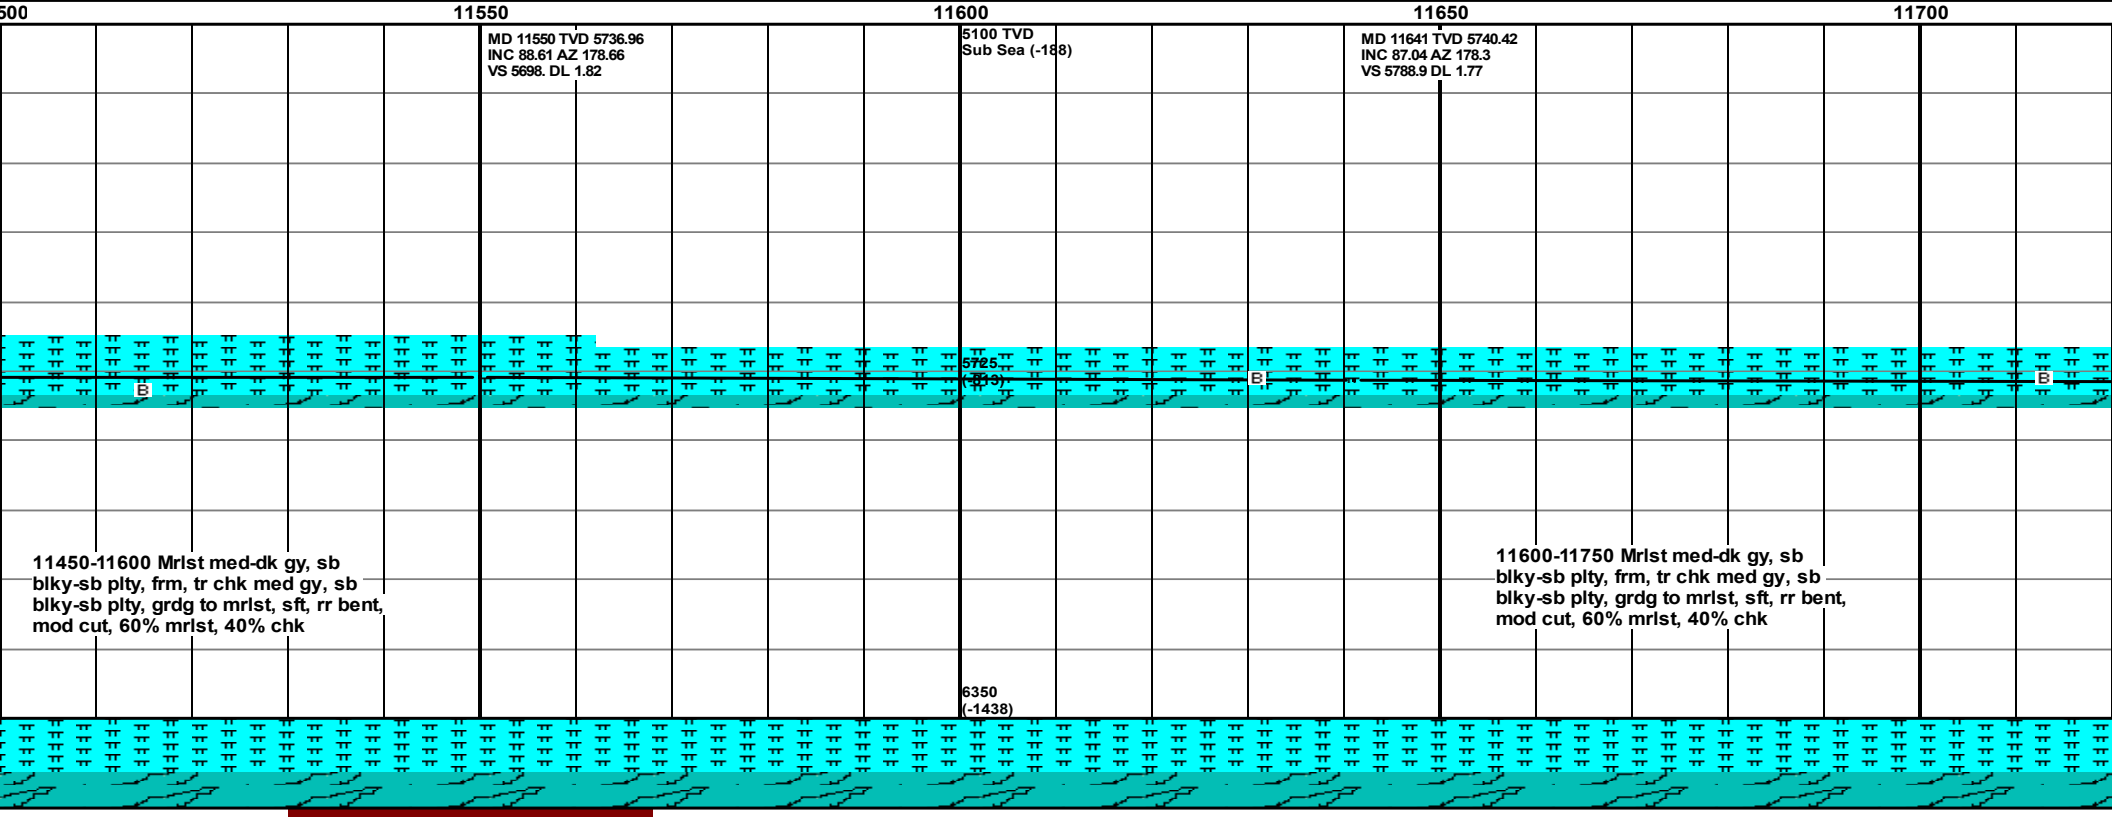 500 11550 11600 11650 11700
MD 11550 TVD 5736.96
INC 88.61 AZ 178.66
VS 5698. DL 1.82
5100 TVD
Sub Sea (-188)
MD 11641 TVD 5740.42
INC 87.04 AZ 178.3
VS 5788.9 DL 1.77
5725
(-813)
B B B
11450-11600 Mrlst med-dk gy, sb
blky-sb plty, frm, tr chk med gy, sb
blky-sb plty, grdg to mrlst, sft, rr bent,
mod cut, 60% mrlst, 40% chk
11600-11750 Mrlst med-dk gy, sb
blky-sb plty, frm, tr chk med gy, sb
blky-sb plty, grdg to mrlst, sft, rr bent,
mod cut, 60% mrlst, 40% chk
6350
(-1438)